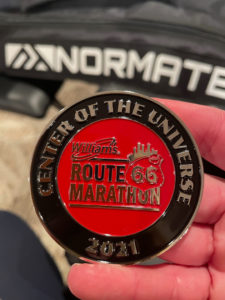 NORMATE
CENTER OF THE UNIVERSE
Williams
ROUTE 66
MARATHON
2021